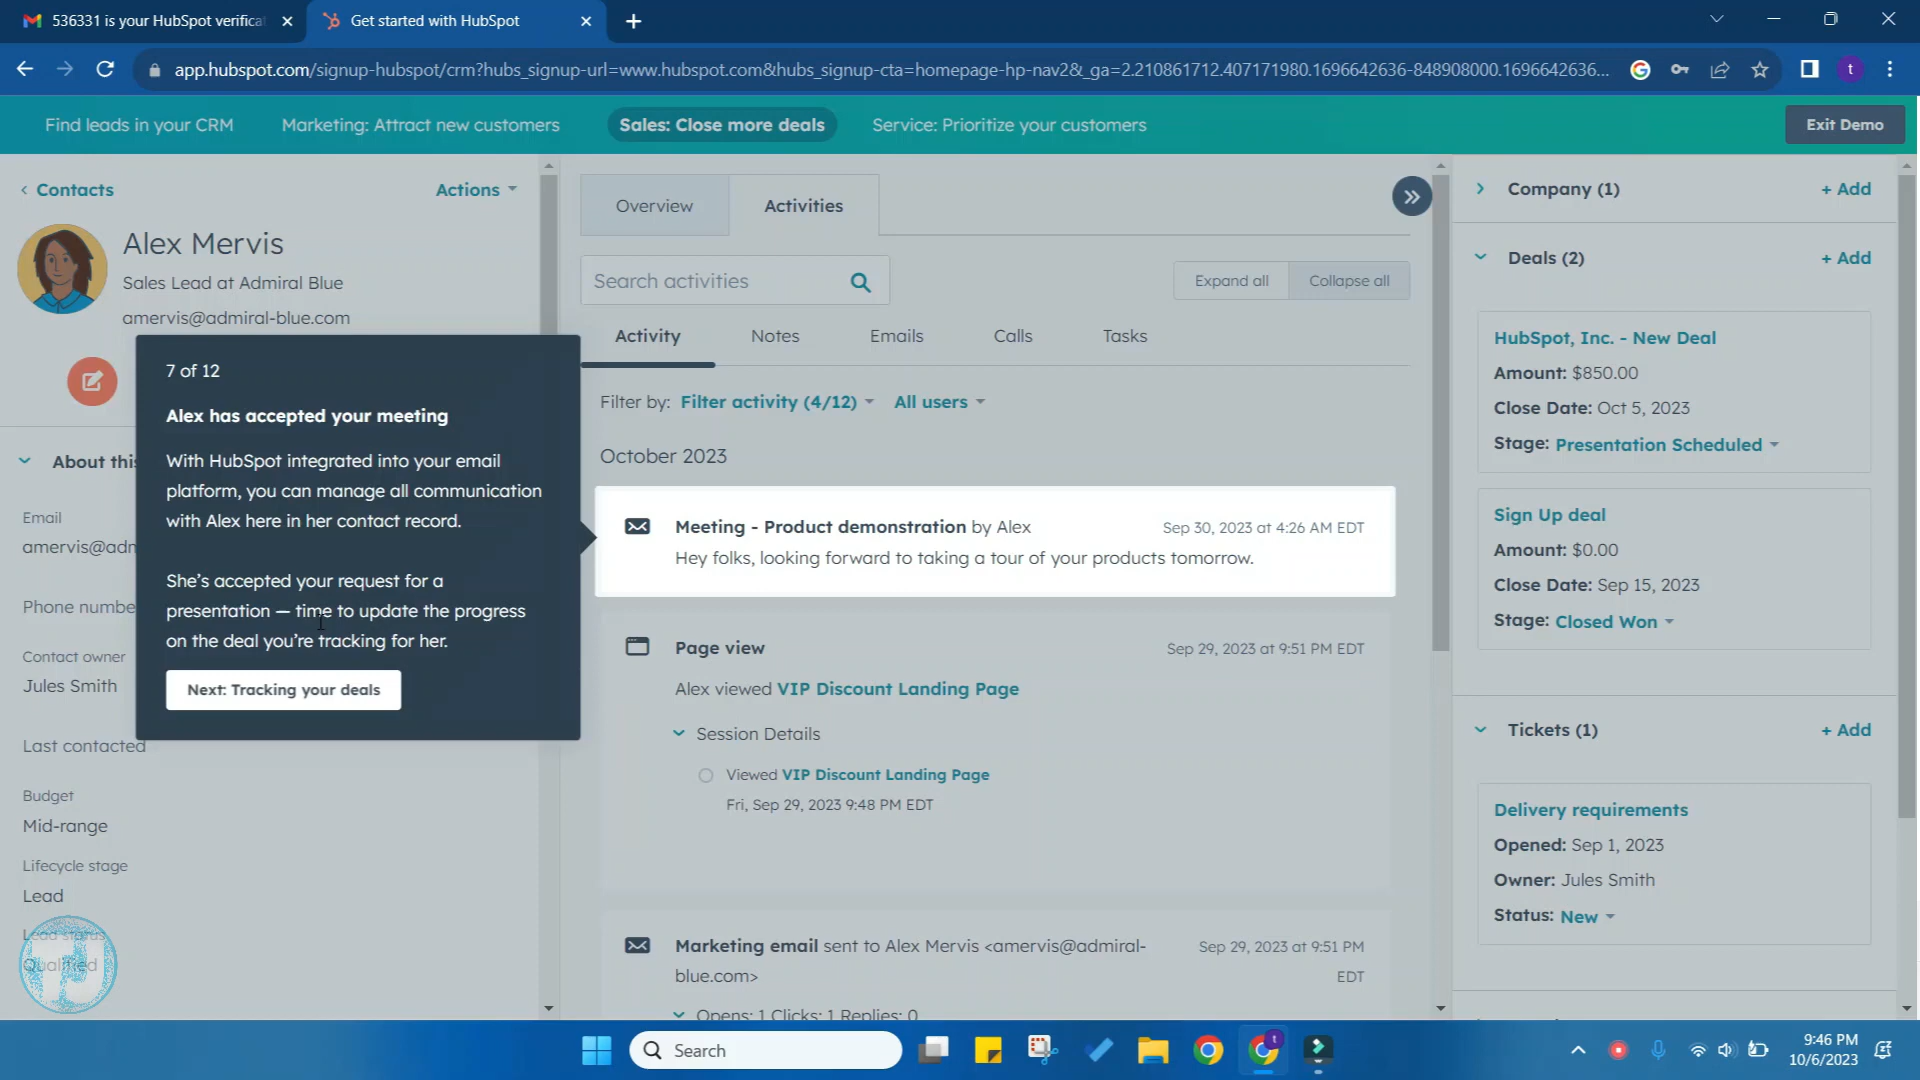 536331 is your HubSpot verifica
Get started with HubSpot
app.hubspot.com/signup-hubspot/crm?hubs_signup-url=www.hubspot.com&hubs_signup-cta=homepage-hp-nav2&_ga=2.210861712.407171980.1696642636-848908000.1696642636...
t
Find leads in your CRM
Marketing: Attract new customers
Sales: Close more deals
Service: Prioritize your customers
Exit Demo
Contacts
Actions
Alex Mervis
Sales Lead at Admiral Blue
amervis@admiral-blue.com
7 of 12
Alex has accepted your meeting
With HubSpot integrated into your email
platform, you can manage all communication
with Alex here in her contact record.
She's accepted your request for a
presentation — time to update the progress
on the deal you're tracking for her.
Next: Tracking your deals
About this
Email
amervis@adm
Phone numbe
Contact owner
Jules Smith
Last contacted
Budget
Mid-range
Lifecycle stage
Lead
Lead status
Qualified
Overview
Activities
Search activities
Expand all
Collapse all
Activity
Notes
Emails
Calls
Tasks
Filter by: Filter activity (4/12) All users
October 2023
Meeting - Product demonstration by Alex
Sep 30, 2023 at 4:26 AM EDT
Hey folks, looking forward to taking a tour of your products tomorrow.
Page view
Sep 29, 2023 at 9:51 PM EDT
Alex viewed VIP Discount Landing Page
Session Details
Viewed VIP Discount Landing Page
Fri, Sep 29, 2023 9:48 PM EDT
Marketing email sent to Alex Mervis <amervis@admiral-
blue.com>
Sep 29, 2023 at 9:51 PM
EDT
Opens: 1 Clicks: 1 Replies: 0
Company (1)
+ Add
Deals (2)
+ Add
HubSpot, Inc. - New Deal
Amount: $850.00
Close Date: Oct 5, 2023
Stage: Presentation Scheduled
Sign Up deal
Amount: $0.00
Close Date: Sep 15, 2023
Stage: Closed Won
Tickets (1)
+ Add
Delivery requirements
Opened: Sep 1, 2023
Owner: Jules Smith
Status: New
Search
t
9:46 PM
10/6/2023